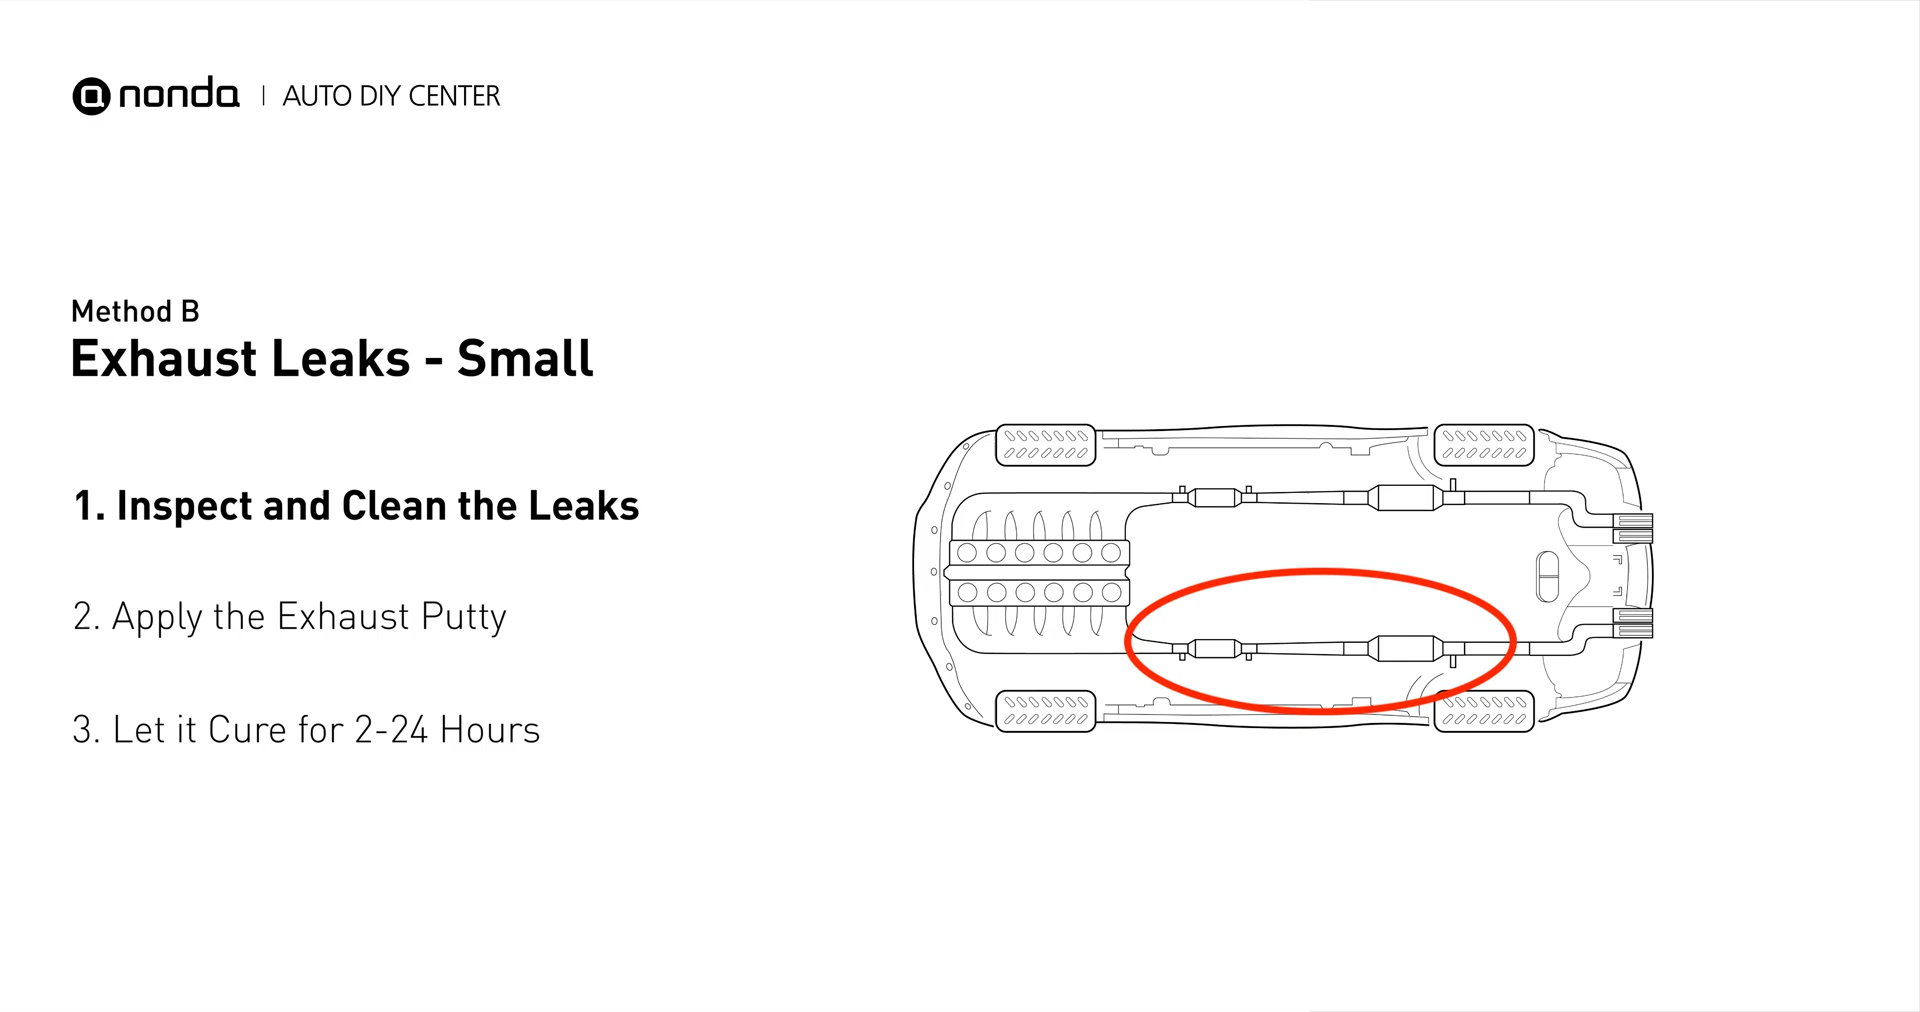 nonda | AUTO DIY CENTER
Method B
Exhaust Leaks - Small
1. Inspect and Clean the Leaks
2. Apply the Exhaust Putty
3. Let it Cure for 2-24 Hours